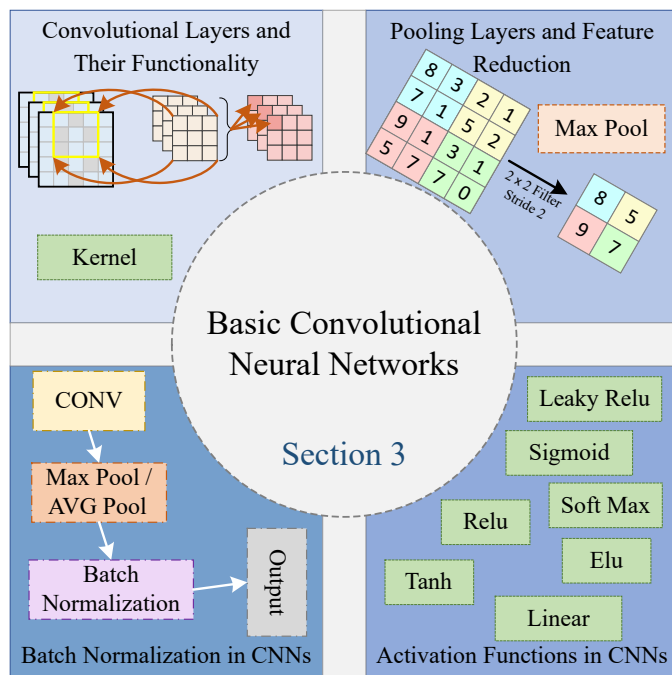 Convolutional Layers and
Their Functionality
Kernel
Pooling Layers and Feature
Reduction
8 3 2 1
7 1 5 2
9 1 3 1
5 7 7 0
Max Pool
2 x 2 Filter
Stride 2
8 5
9 7
Basic Convolutional
Neural Networks
Section 3
CONV
Max Pool /
AVG Pool
Batch
Normalization
Output
Batch Normalization in CNNs
Leaky Relu
Sigmoid
Soft Max
Relu
Elu
Tanh
Linear
Activation Functions in CNNs